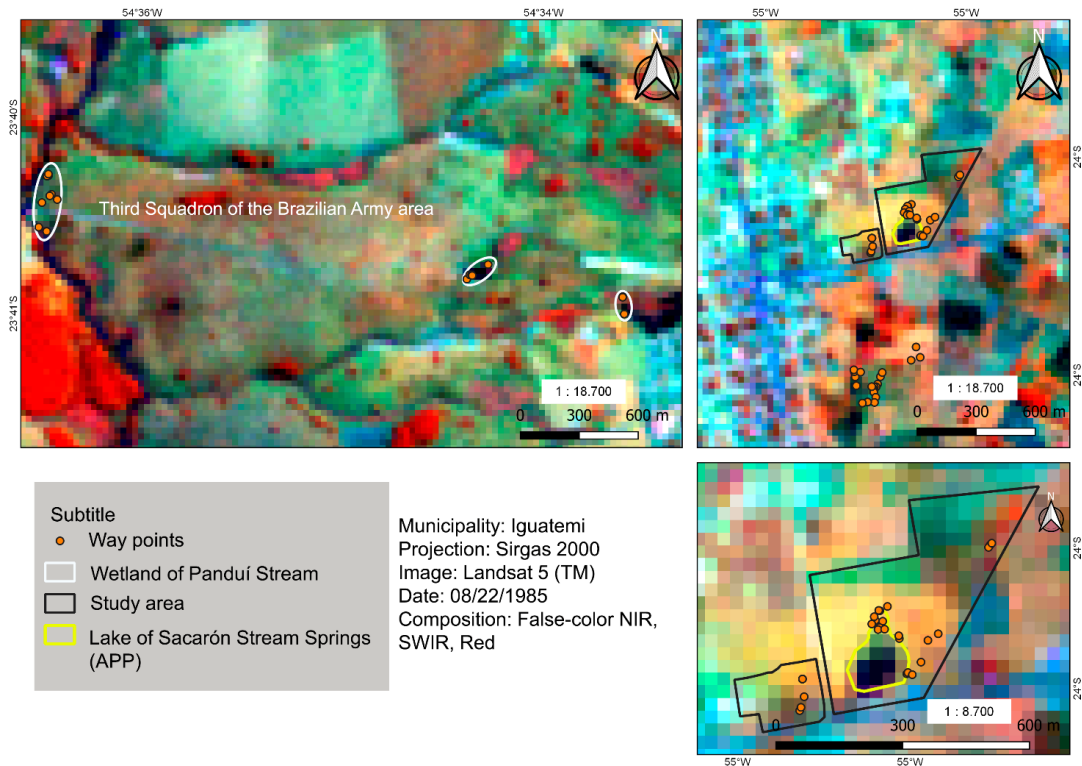 54°36'W
54°34'W
23°40'S
23°41'S
N
Third Squadron of the Brazilian Army area
1 : 18.700
0 300 600 m
55°W
55°W
N
24°S
24°S
1 : 18.700
0 300 600 m
Subtitle
Way points
Wetland of Panduí Stream
Study area
Lake of Sacarón Stream Springs
(APP)
Municipality: Iguatemi
Projection: Sirgas 2000
Image: Landsat 5 (TM)
Date: 08/22/1985
Composition: False-color NIR,
SWIR, Red
N
24°S
24°S
1 : 8.700
0 300 600 m
55°W
55°W